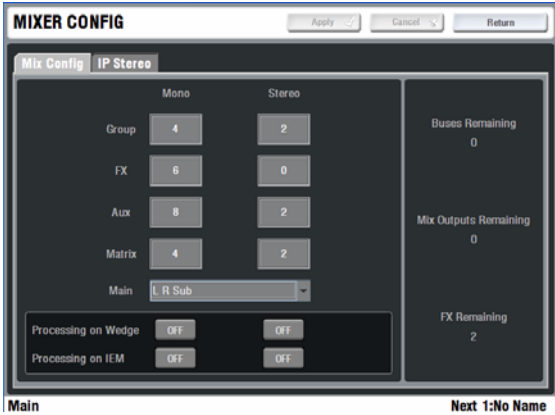 MIXER CONFIG
Apply
Cancel
Return
Mix Config
IP Stereo
Mono Stereo
Group 4 2
FX 6 0
Aux 8 2
Matrix 4 2
Main L R Sub
Processing on Wedge OFF OFF
Processing on IEM OFF OFF
Buses Remaining
0
Mix Outputs Remaining
0
FX Remaining
2
Main
Next 1:No Name